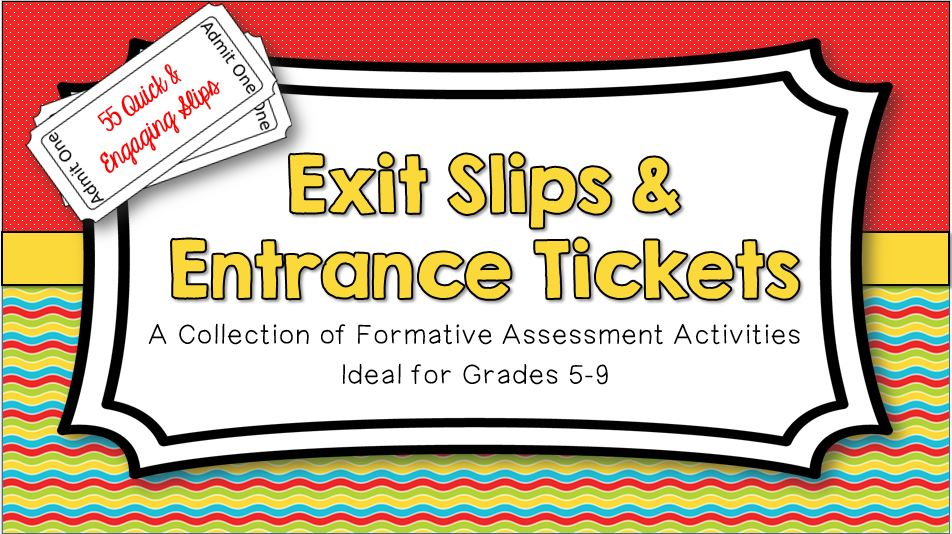 Admit One
55 Quick &
Engaging Slips
Admit One
One
Exit Slips &
Entrance Tickets
A Collection of Formative Assessment Activities
Ideal for Grades 5-9